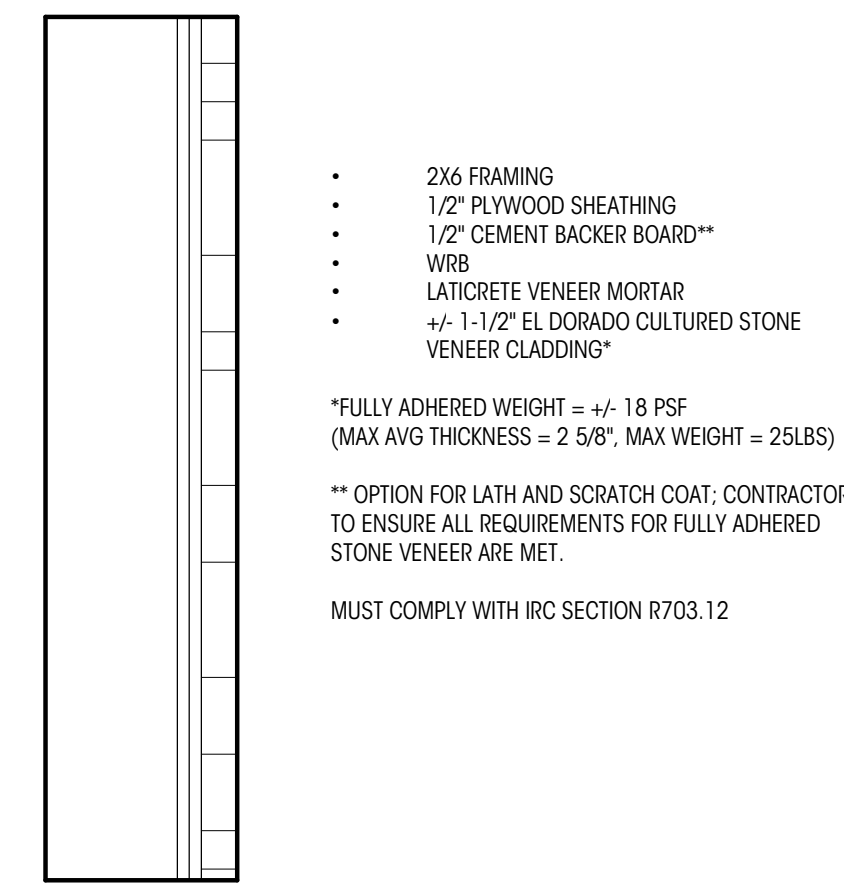 • 2X6 FRAMING
• 1/2" PLYWOOD SHEATHING
• 1/2" CEMENT BACKER BOARD**
• WRB
• LATICRETE VENEER MORTAR
• +/- 1-1/2" EL DORADO CULTURED STONE
VENEER CLADDING*
*FULLY ADHERED WEIGHT = +/- 18 PSF
(MAX AVG THICKNESS = 2 5/8", MAX WEIGHT = 25LBS)
** OPTION FOR LATH AND SCRATCH COAT; CONTRACTOR
TO ENSURE ALL REQUIREMENTS FOR FULLY ADHERED
STONE VENEER ARE MET.
MUST COMPLY WITH IRC SECTION R703.12